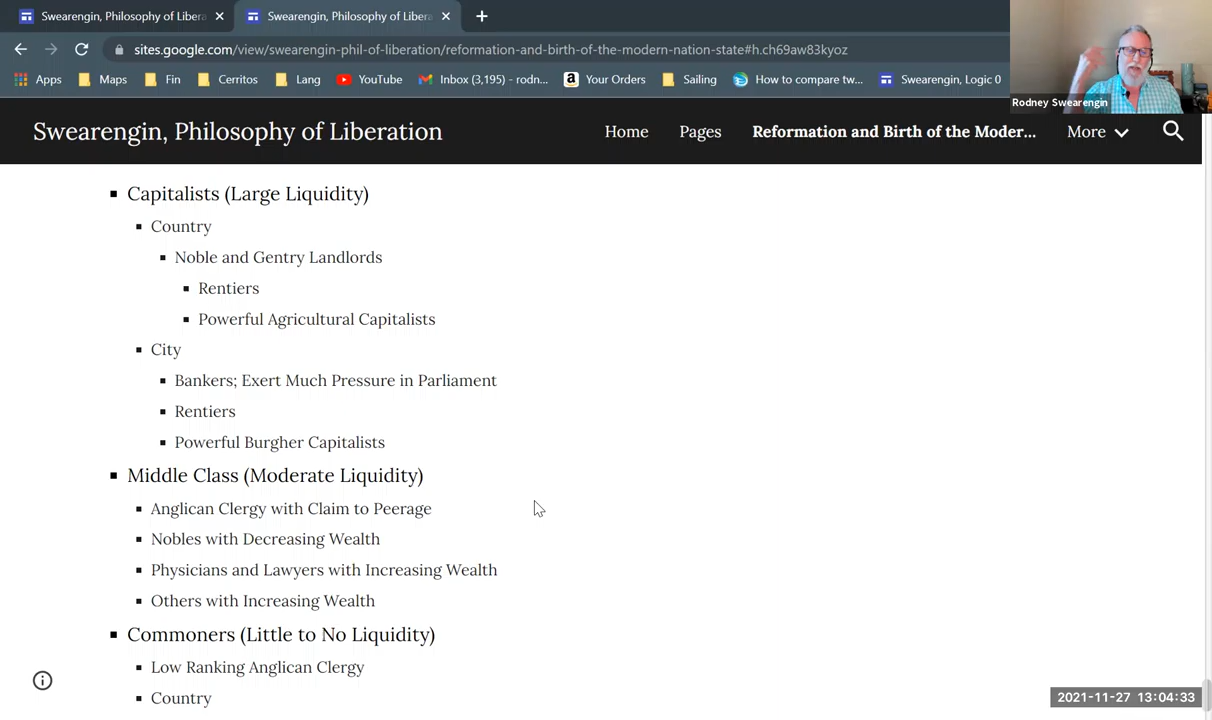 Swearengin, Philosophy of Libera
Swearengin, Philosophy of Libera
sites.google.com/view/swearengin-phil-of-liberation/reformation-and-birth-of-the-modern-nation-state#h.ch69aw83kyoz
Apps Maps Fin Cerritos Lang YouTube Inbox (3,195) - rodn... Your Orders Sailing How to compare tw... Swearengin, Logic 0
Rodney Swearengin
Swearengin, Philosophy of Liberation Home Pages Reformation and Birth of the Moder... More
Capitalists (Large Liquidity)
Country
Noble and Gentry Landlords
Rentiers
Powerful Agricultural Capitalists
City
Bankers; Exert Much Pressure in Parliament
Rentiers
Powerful Burgher Capitalists
Middle Class (Moderate Liquidity)
Anglican Clergy with Claim to Peerage
Nobles with Decreasing Wealth
Physicians and Lawyers with Increasing Wealth
Others with Increasing Wealth
Commoners (Little to No Liquidity)
Low Ranking Anglican Clergy
Country
2021-11-27 13:04:33